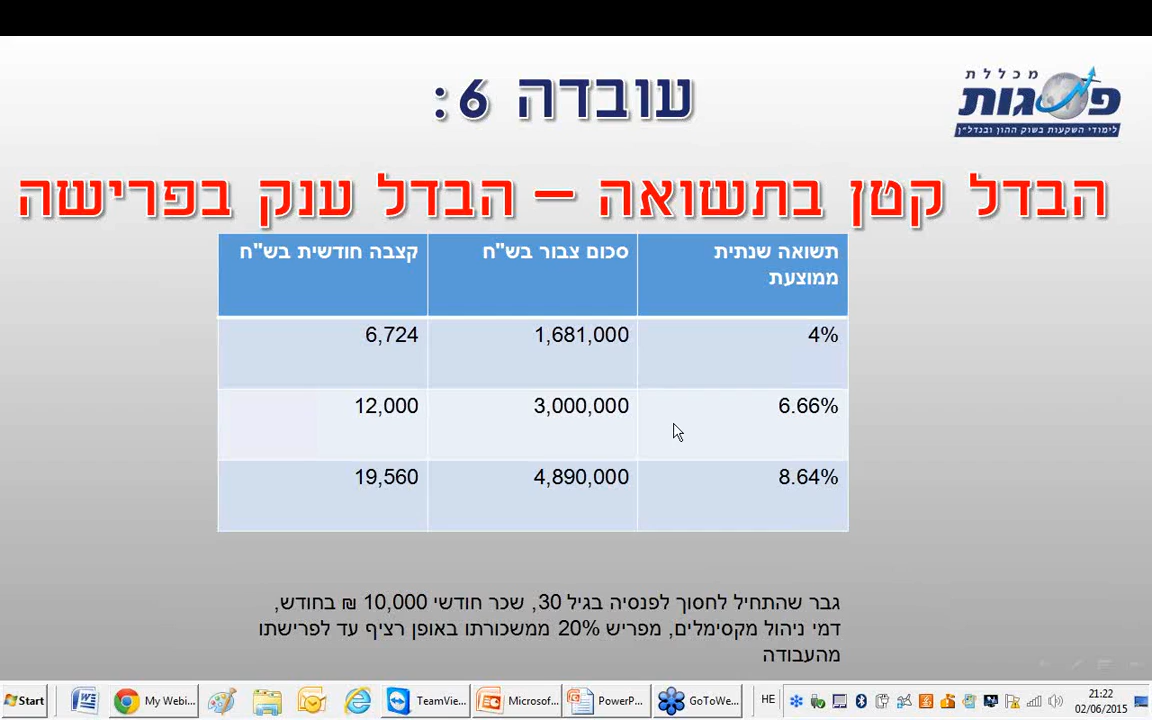 מכללת
פסגות
לימודי השקעות בשוק ההון ובנדל"ן
עובדה 6:
הבדל קטן בתשואה – הבדל ענק בפרישה
תשואה שנתית ממוצעת סכום צבור בש"ח קצבה חודשית בש"ח
4% 1,681,000 6,724
6.66% 3,000,000 12,000
8.64% 4,890,000 19,560
גבר שהתחיל לחסוך לפנסיה בגיל 30, שכר חודשי 10,000 ₪ בחודש,
דמי ניהול מקסימלים, מפריש 20% ממשכורתו באופן רציף עד לפרישתו
מהעבודה
Start My Webi... TeamVie... Microsof... PowerP... GoToWe... HE 21:22
02/06/2015